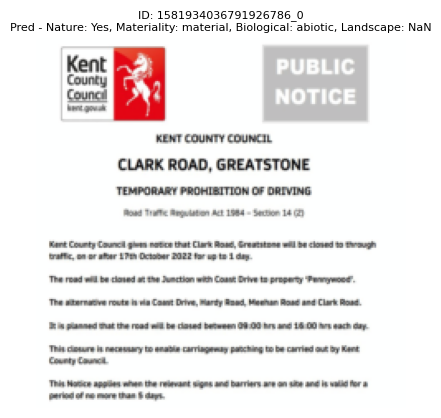 ID: 1581934036791926786_0
Pred - Nature: Yes, Materiality: material, Biological: abiotic, Landscape: NaN
Kent
County
Council
kent.gov.uk
PUBLIC
NOTICE
KENT COUNTY COUNCIL
CLARK ROAD, GREATSTONE
TEMPORARY PROHIBITION OF DRIVING
Road Traffic Regulation Act 1984 – Section 14 (2)
Kent County Council gives notice that Clark Road, Greatstone will be closed to through
traffic, on or after 17th October 2022 for up to 1 day.
The road will be closed at the Junction with Coast Drive to property ‘Pennywood’.
The alternative route is via Coast Drive, Hardy Road, Meehan Road and Clark Road.
It is planned that the road will be closed between 09:00 hrs and 16:00 hrs each day.
This closure is necessary to enable carriageway patching to be carried out by Kent
County Council.
This Notice applies when the relevant signs and barriers are on site and is valid for a
period of no more than 5 days.